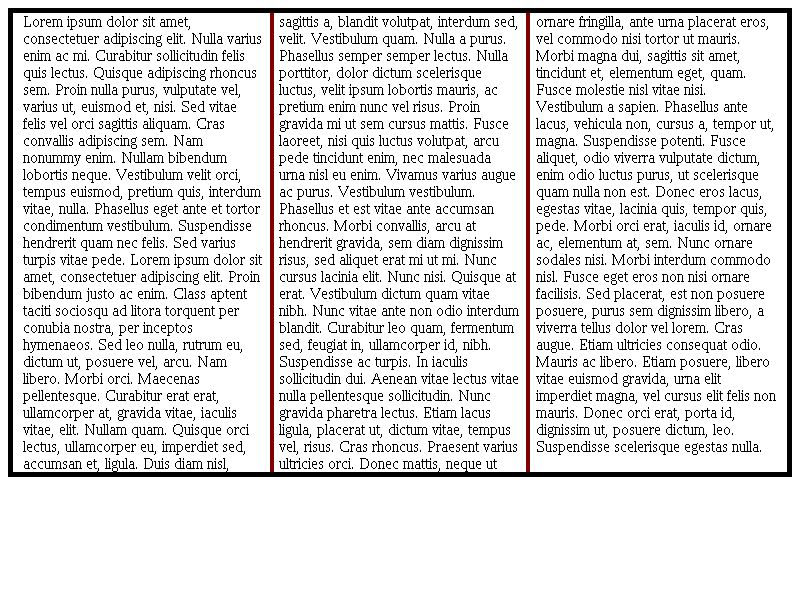 Lorem ipsum dolor sit amet,
consectetuer adipiscing elit. Nulla varius
enim ac mi. Curabitur sollicitudin felis
quis lectus. Quisque adipiscing rhoncus
sem. Proin nulla purus, vulputate vel,
varius ut, euismod et, nisi. Sed vitae
felis vel orci sagittis aliquam. Cras
convallis adipiscing sem. Nam
nonummy enim. Nullam bibendum
lobortis neque. Vestibulum velit orci,
tempus euismod, pretium quis, interdum
vitae, nulla. Phasellus eget ante et tortor
condimentum vestibulum. Suspendisse
hendrerit quam nec felis. Sed varius
turpis vitae pede. Lorem ipsum dolor sit
amet, consectetuer adipiscing elit. Proin
bibendum justo ac enim. Class aptent
taciti sociosqu ad litora torquent per
conubia nostra, per inceptos
hymenaeos. Sed leo nulla, rutrum eu,
dictum ut, posuere vel, arcu. Nam
libero. Morbi orci. Maecenas
pellentesque. Curabitur erat erat,
ullamcorper at, gravida vitae, iaculis
vitae, elit. Nullam quam. Quisque orci
lectus, ullamcorper eu, imperdiet sed,
accumsan et, ligula. Duis diam nisl,
sagittis a, blandit volutpat, interdum sed,
velit. Vestibulum quam. Nulla a purus.
Phasellus semper semper lectus. Nulla
porttitor, dolor dictum scelerisque
luctus, velit ipsum lobortis mauris, ac
pretium enim nunc vel risus. Proin
gravida mi ut sem cursus mattis. Fusce
laoreet, nisi quis luctus volutpat, arcu
pede tincidunt enim, nec malesuada
urna nisl eu enim. Vivamus varius augue
ac purus. Vestibulum vestibulum.
Phasellus et est vitae ante accumsan
rhoncus. Morbi convallis, arcu at
hendrerit gravida, sem diam dignissim
risus, sed aliquet erat mi ut mi. Nunc
cursus lacinia elit. Nunc nisi. Quisque at
erat. Vestibulum dictum quam vitae
nibh. Nunc vitae ante non odio interdum
blandit. Curabitur leo quam, fermentum
sed, feugiat in, ullamcorper id, nibh.
Suspendisse ac turpis. In iaculis
sollicitudin dui. Aenean vitae lectus vitae
nulla pellentesque sollicitudin. Nunc
gravida pharetra lectus. Etiam lacus
ligula, placerat ut, dictum vitae, tempus
vel, risus. Cras rhoncus. Praesent varius
ultricies orci. Donec mattis, neque ut
ornare fringilla, ante urna placerat eros,
vel commodo nisi tortor ut mauris.
Morbi magna dui, sagittis sit amet,
tincidunt et, elementum eget, quam.
Fusce molestie nisl vitae nisi.
Vestibulum a sapien. Phasellus ante
lacus, vehicula non, cursus a, tempor ut,
magna. Suspendisse potenti. Fusce
aliquet, odio viverra vulputate dictum,
enim odio luctus purus, ut scelerisque
quam nulla non est. Donec eros lacus,
egestas vitae, lacinia quis, tempor quis,
pede. Morbi orci erat, iaculis id, ornare
ac, elementum at, sem. Nunc ornare
sodales nisi. Morbi interdum commodo
nisl. Fusce eget eros non nisi ornare
facilisis. Sed placerat, est non posuere
posuere, purus sem dignissim libero, a
viverra tellus dolor vel lorem. Cras
augue. Etiam ultricies consequat odio.
Mauris ac libero. Etiam posuere, libero
vitae euismod gravida, urna elit
imperdiet magna, vel cursus elit felis non
mauris. Donec orci erat, porta id,
dignissim ut, posuere dictum, leo.
Suspendisse scelerisque egestas nulla.